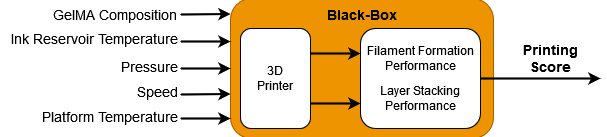 GelMA Composition
Ink Reservoir Temperature
Pressure
Speed
Platform Temperature
Black-Box
3D
Printer
Filament Formation
Performance
Layer Stacking
Performance
Printing
Score